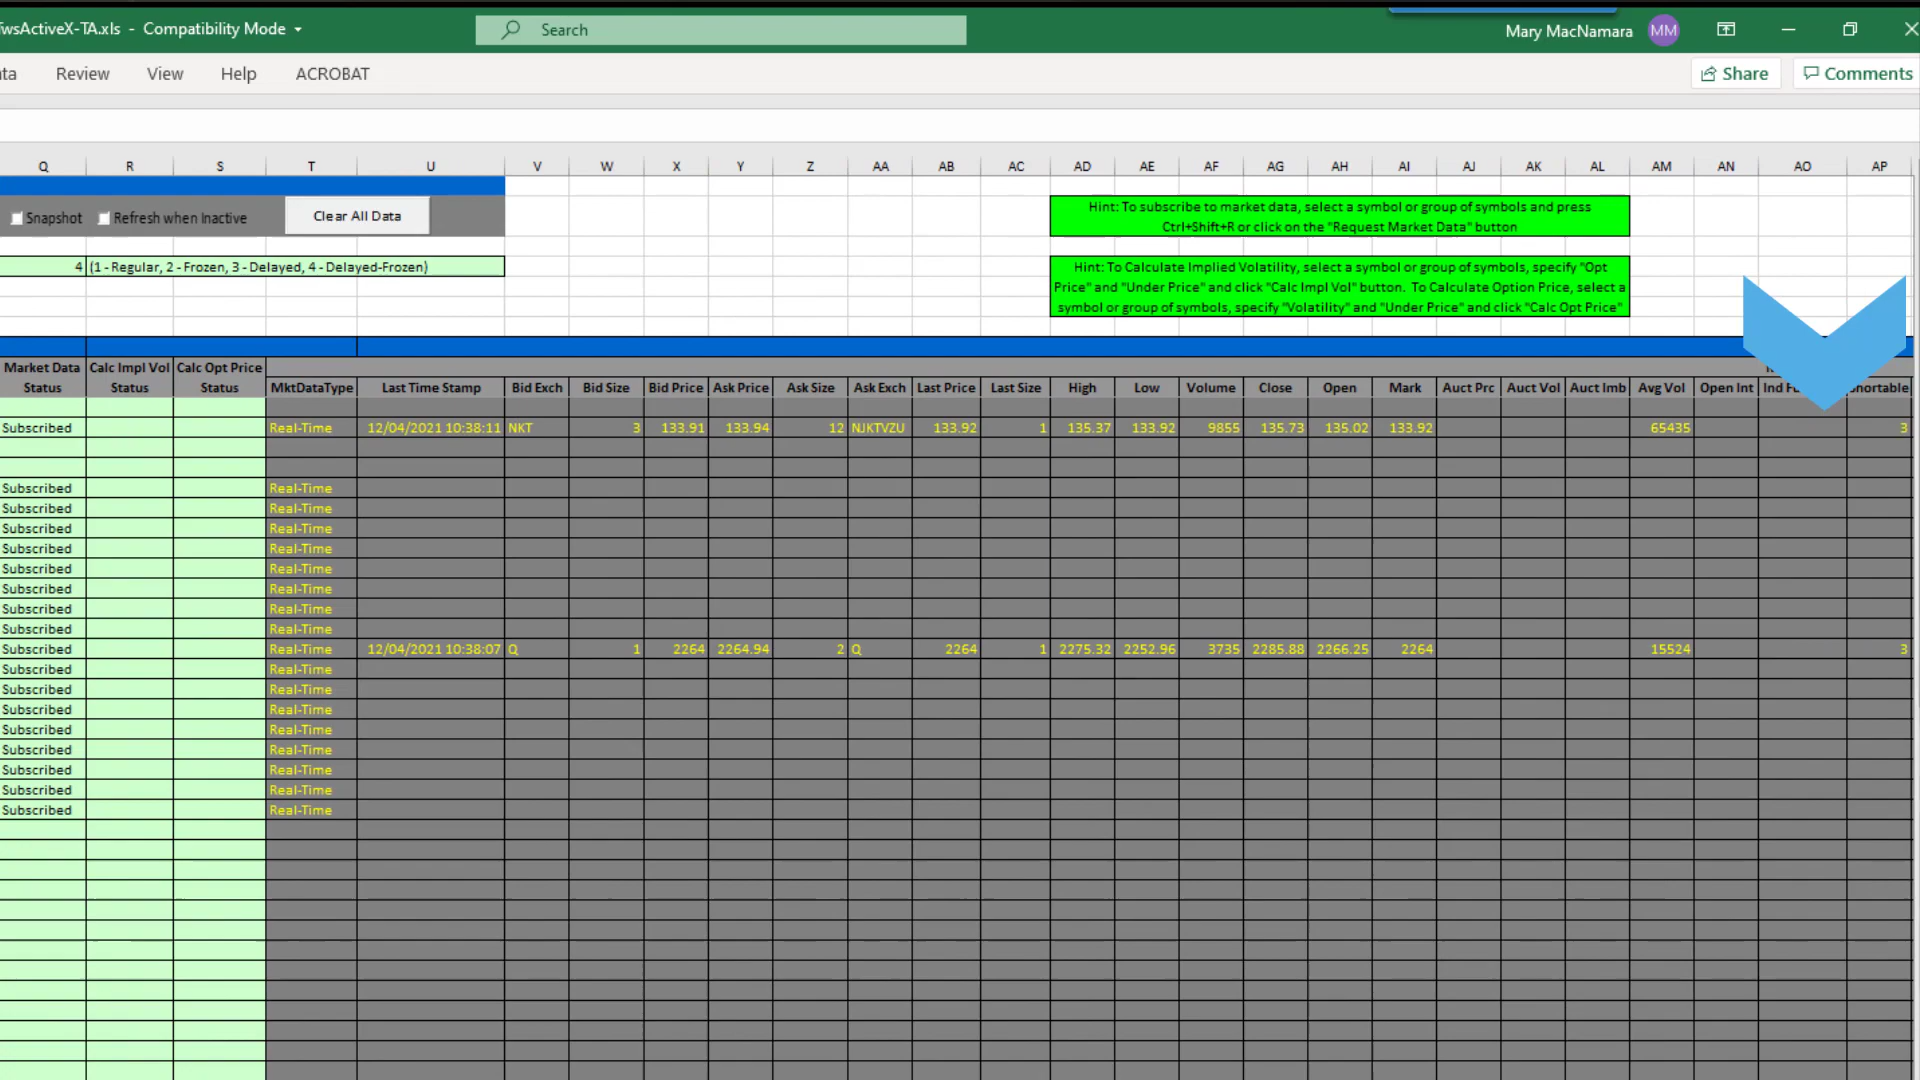 TwsActiveX-TA.xls - Compatibility Mode
Search
Mary MacNamara MM
Review View Help ACROBAT
Share Comments
Q R S T U V W X Y Z AA AB AC AD AE AF AG AH AI AJ AK AL AM AN AO AP
Snapshot Refresh when Inactive Clear All Data
Hint: To subscribe to market data, select a symbol or group of symbols and press
Ctrl+Shift+R or click on the "Request Market Data" button
4 (1 - Regular, 2 - Frozen, 3 - Delayed, 4 - Delayed-Frozen)
Hint: To Calculate Implied Volatility, select a symbol or group of symbols, specify "Opt
Price" and "Under Price" and click "Calc Impl Vol" button. To Calculate Option Price, select a
symbol or group of symbols, specify "Volatility" and "Under Price" and click "Calc Opt Price"
Market Data Calc Impl Vol Calc Opt Price
Status Status Status MktDataType Last Time Stamp Bid Exch Bid Size Bid Price Ask Price Ask Size Ask Exch Last Price Last Size High Low Volume Close Open Mark Auct Prc Auct Vol Auct Imb Avg Vol Open Int Ind
Subscribed Real-Time 12/04/2021 10:38:11 NKT 3 133.91 133.94 12 NJKTVZU 133.92 1 135.37 133.92 9855 135.73 135.02 133.92 65435 3
Subscribed Real-Time
Subscribed Real-Time
Subscribed Real-Time
Subscribed Real-Time
Subscribed Real-Time
Subscribed Real-Time
Subscribed Real-Time
Subscribed Real-Time
Subscribed Real-Time 12/04/2021 10:38:07 Q 1 2264 2264.94 2 Q 2264 1 2275.32 2252.96 3735 2285.88 2266.25 2264 15524 3
Subscribed Real-Time
Subscribed Real-Time
Subscribed Real-Time
Subscribed Real-Time
Subscribed Real-Time
Subscribed Real-Time
Subscribed Real-Time
Subscribed Real-Time